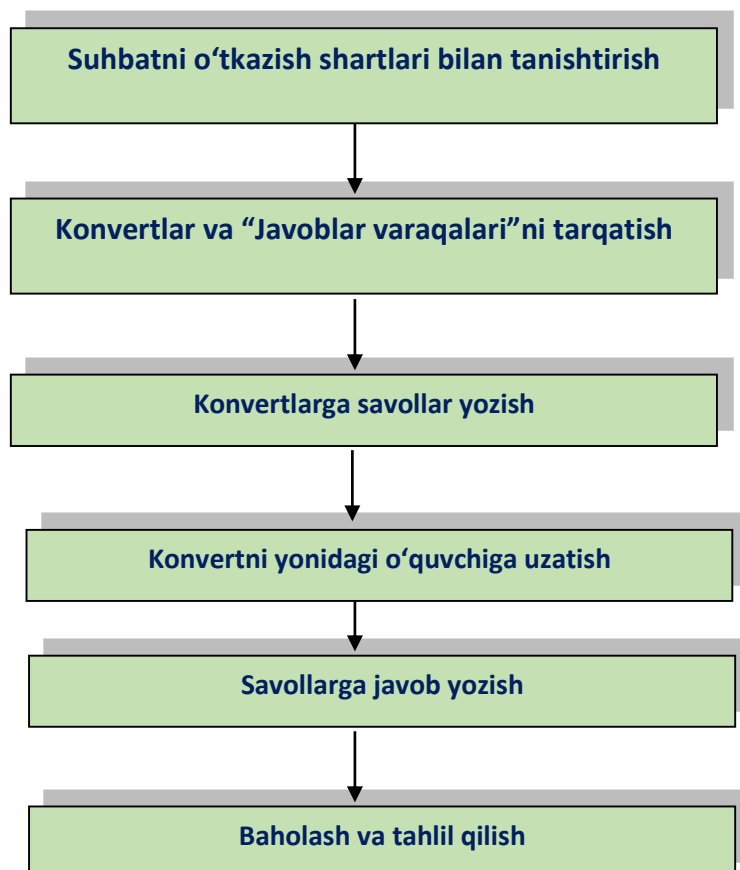 Suhbatni o‘tkazish shartlari bilan tanishtirish
Konvertlar va “Javoblar varaqalari”ni tarqatish
Konvertlarga savollar yozish
Konvertni yonidagi o‘quvchiga uzatish
Savollarga javob yozish
Baholash va tahlil qilish